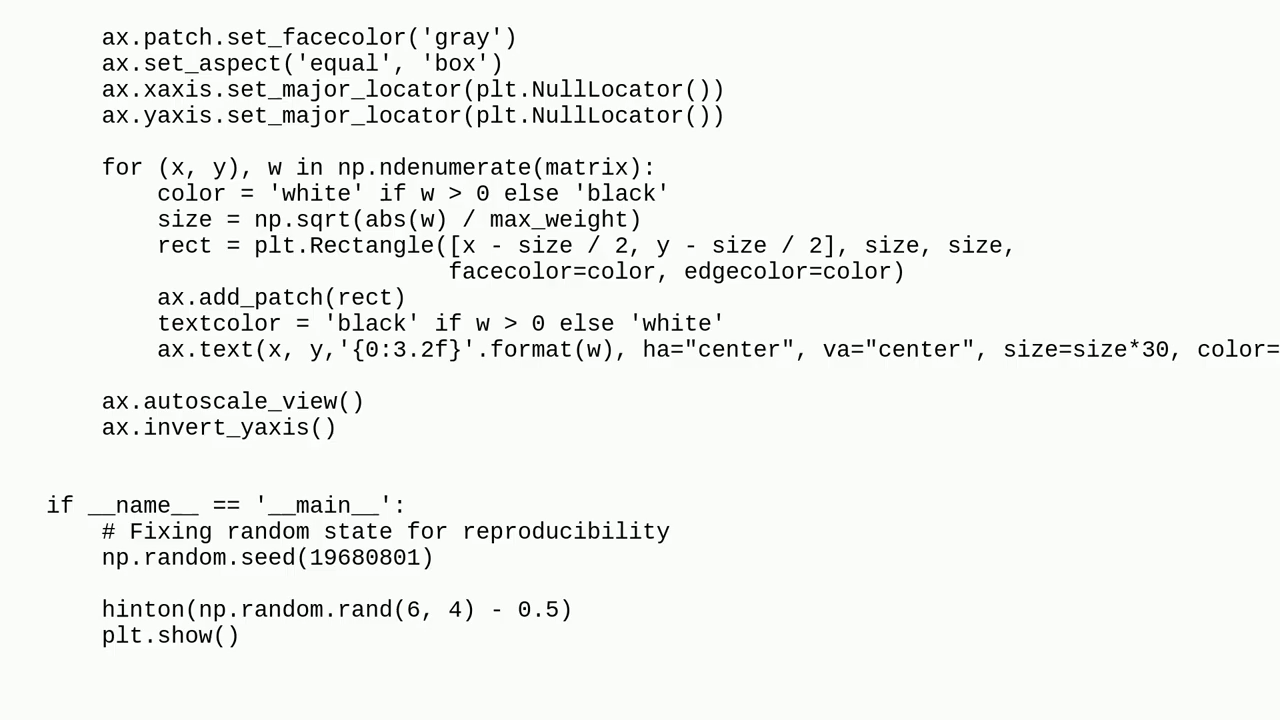 ax.patch.set_facecolor('gray')
ax.set_aspect('equal', 'box')
ax.xaxis.set_major_locator(plt.NullLocator())
ax.yaxis.set_major_locator(plt.NullLocator())
for (x, y), w in np.ndenumerate(matrix):
color = 'white' if w > 0 else 'black'
size = np.sqrt(abs(w) / max_weight)
rect = plt.Rectangle([x - size / 2, y - size / 2], size, size,
facecolor=color, edgecolor=color)
ax.add_patch(rect)
textcolor = 'black' if w > 0 else 'white'
ax.text(x, y,'{0:3.2f}'.format(w), ha="center", va="center", size=size*30, color=
ax.autoscale_view()
ax.invert_yaxis()
if __name__ == '__main__':
# Fixing random state for reproducibility
np.random.seed(19680801)
hinton(np.random.rand(6, 4) - 0.5)
plt.show()